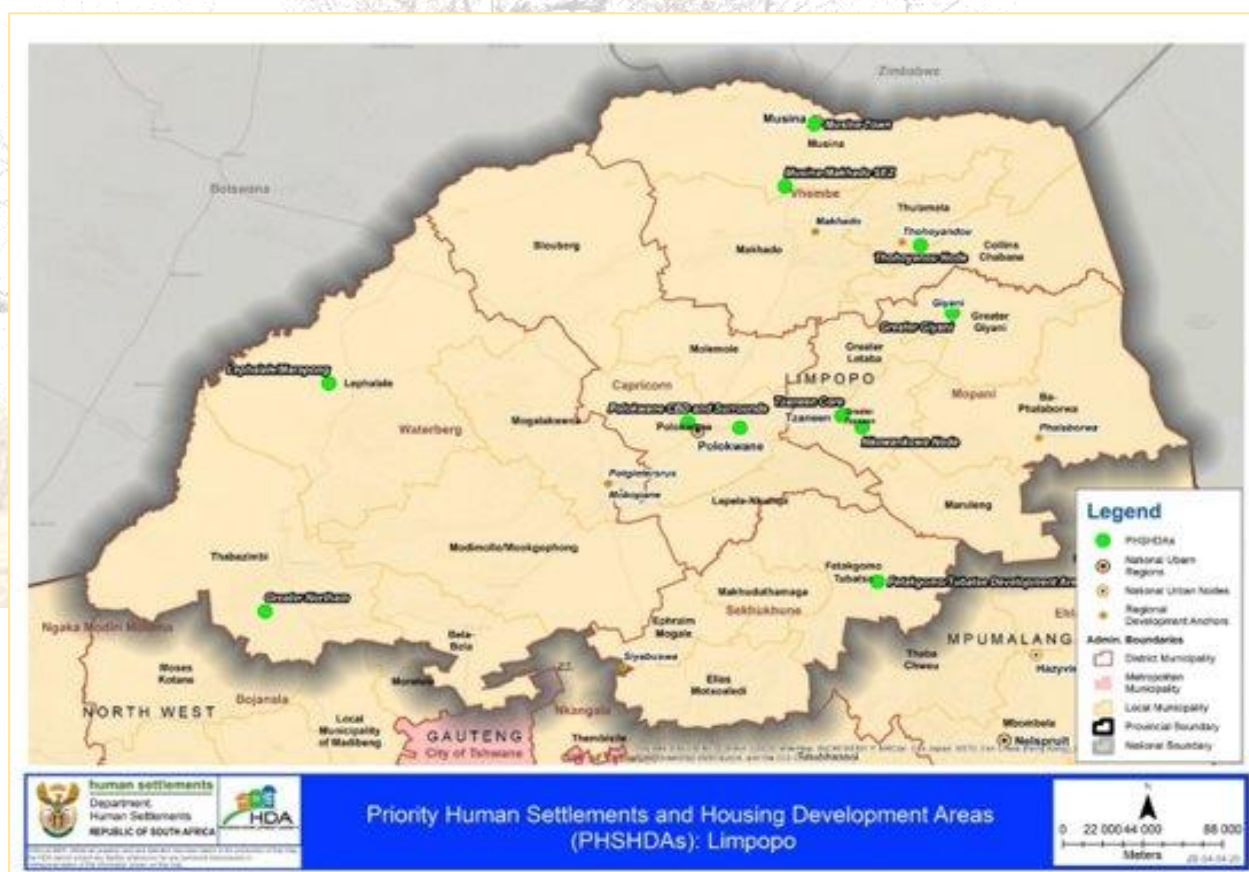 Zimbabwe
Botswana
Musina
Musina Town
Musina
Musina/Makhado SEZ
Vhembe
Makhado
Thulamela
Thohoyandou
Blouberg
Makhado
Collins
Chabane
Thohoyandou Node
Giyani
Greater Giyani
Greater
Giyani
Molemole
Greater
Letaba
Lephalale/Marapong
Lephalale
Capricorn
LIMPOPO
Mopani
Ba-
Phalaborwa
Polokwane CBD and Surrounds
Tzaneen Core
Tzaneen
Mogalakwena
Waterberg
Polokwane
Polokwane
Nkowankowa Node
Phalaborwa
Mokopane
Lepele-Nkumpi
Maruleng
Thabazimbi
Modimolle/Mookgophong
Fetakgomo
Tubatse
Fetakgomo Tubatse Development Area
Makhuduthamaga
Sekhukhune
Greater Northam
Ephraim
Mogale
Bela-
Bela
Siyabuswa
Elias
Motsoaledi
Thaba
Chweu
MPUMALANG
Hazyvie
Moses
Kotane
Moretele
Bojanala
NORTH WEST
Local
Municipality
of Madibeng
Nkangala
GAUTENG
City of Tshwane
Thembisile
Mbombela
Nelspruit
Legend
PHSHDAs
National Urban
Regions
National Urban Nodes
Regional
Development Anchors
Admin. Boundaries
District Municipality
Metropolitan
Municipality
Local Municipality
Provincial Boundary
National Boundary
human settlements
Department:
Human Settlements
REPUBLIC OF SOUTH AFRICA
HDA
Priority Human Settlements and Housing Development Areas
(PHSHDAs): Limpopo
0 22 000 44 000 88 000
Meters